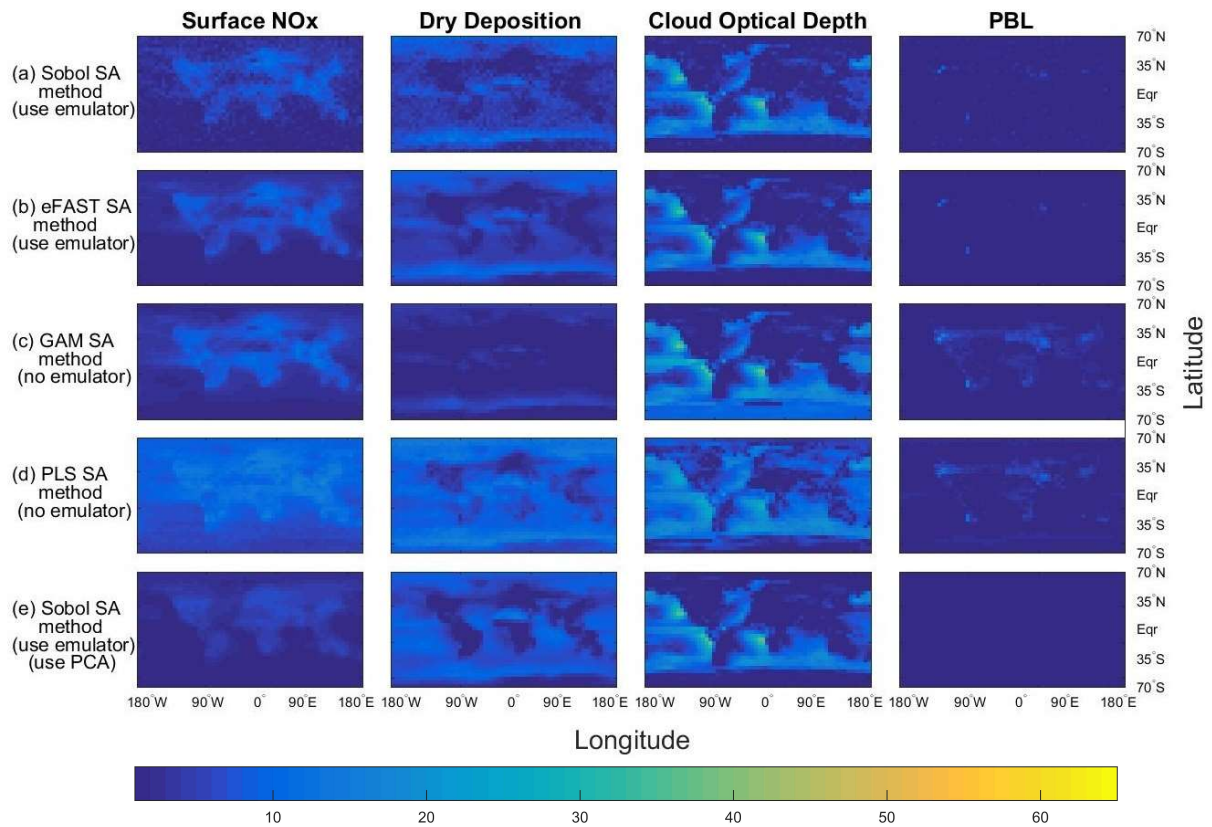 Surface NOx Dry Deposition Cloud Optical Depth PBL
(a) Sobol SA
method
(use emulator)
70°N
35°N
Eqr
35°S
70°S
(b) eFAST SA
method
(use emulator)
70°N
35°N
Eqr
35°S
70°S
(c) GAM SA
method
(no emulator)
70°N
35°N
Eqr
35°S
70°S
(d) PLS SA
method
(no emulator)
70°N
35°N
Eqr
35°S
70°S
(e) Sobol SA
method
(use emulator)
(use PCA)
70°N
35°N
Eqr
35°S
70°S
Latitude
180°W 90°W 0° 90°E 180°E 180°W 90°W 0° 90°E 180°E 180°W 90°W 0° 90°E 180°E 180°W 90°W 0° 90°E 180°E
Longitude
10 20 30 40 50 60